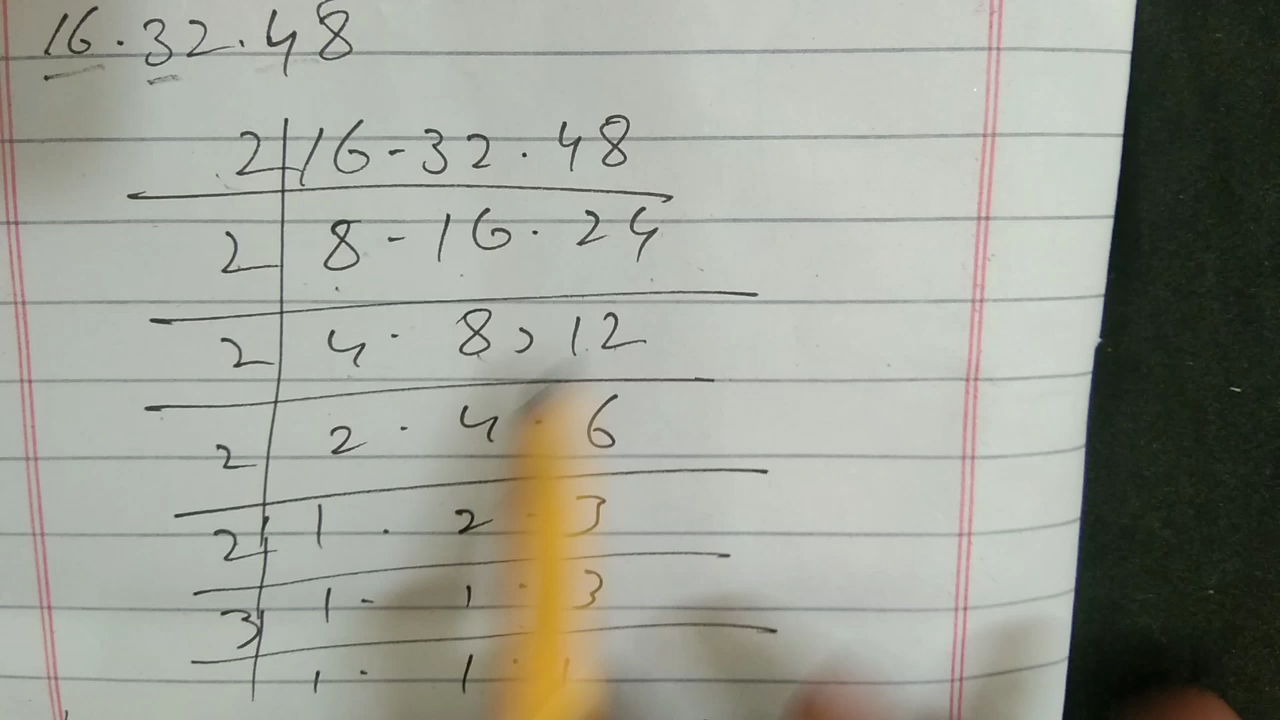 16.32.48
2 16-32.48
2 8-16.24
2 4. 8,12
2 2. 4.6
2 1. 2-3
3 1- 1-3
1- 1.1